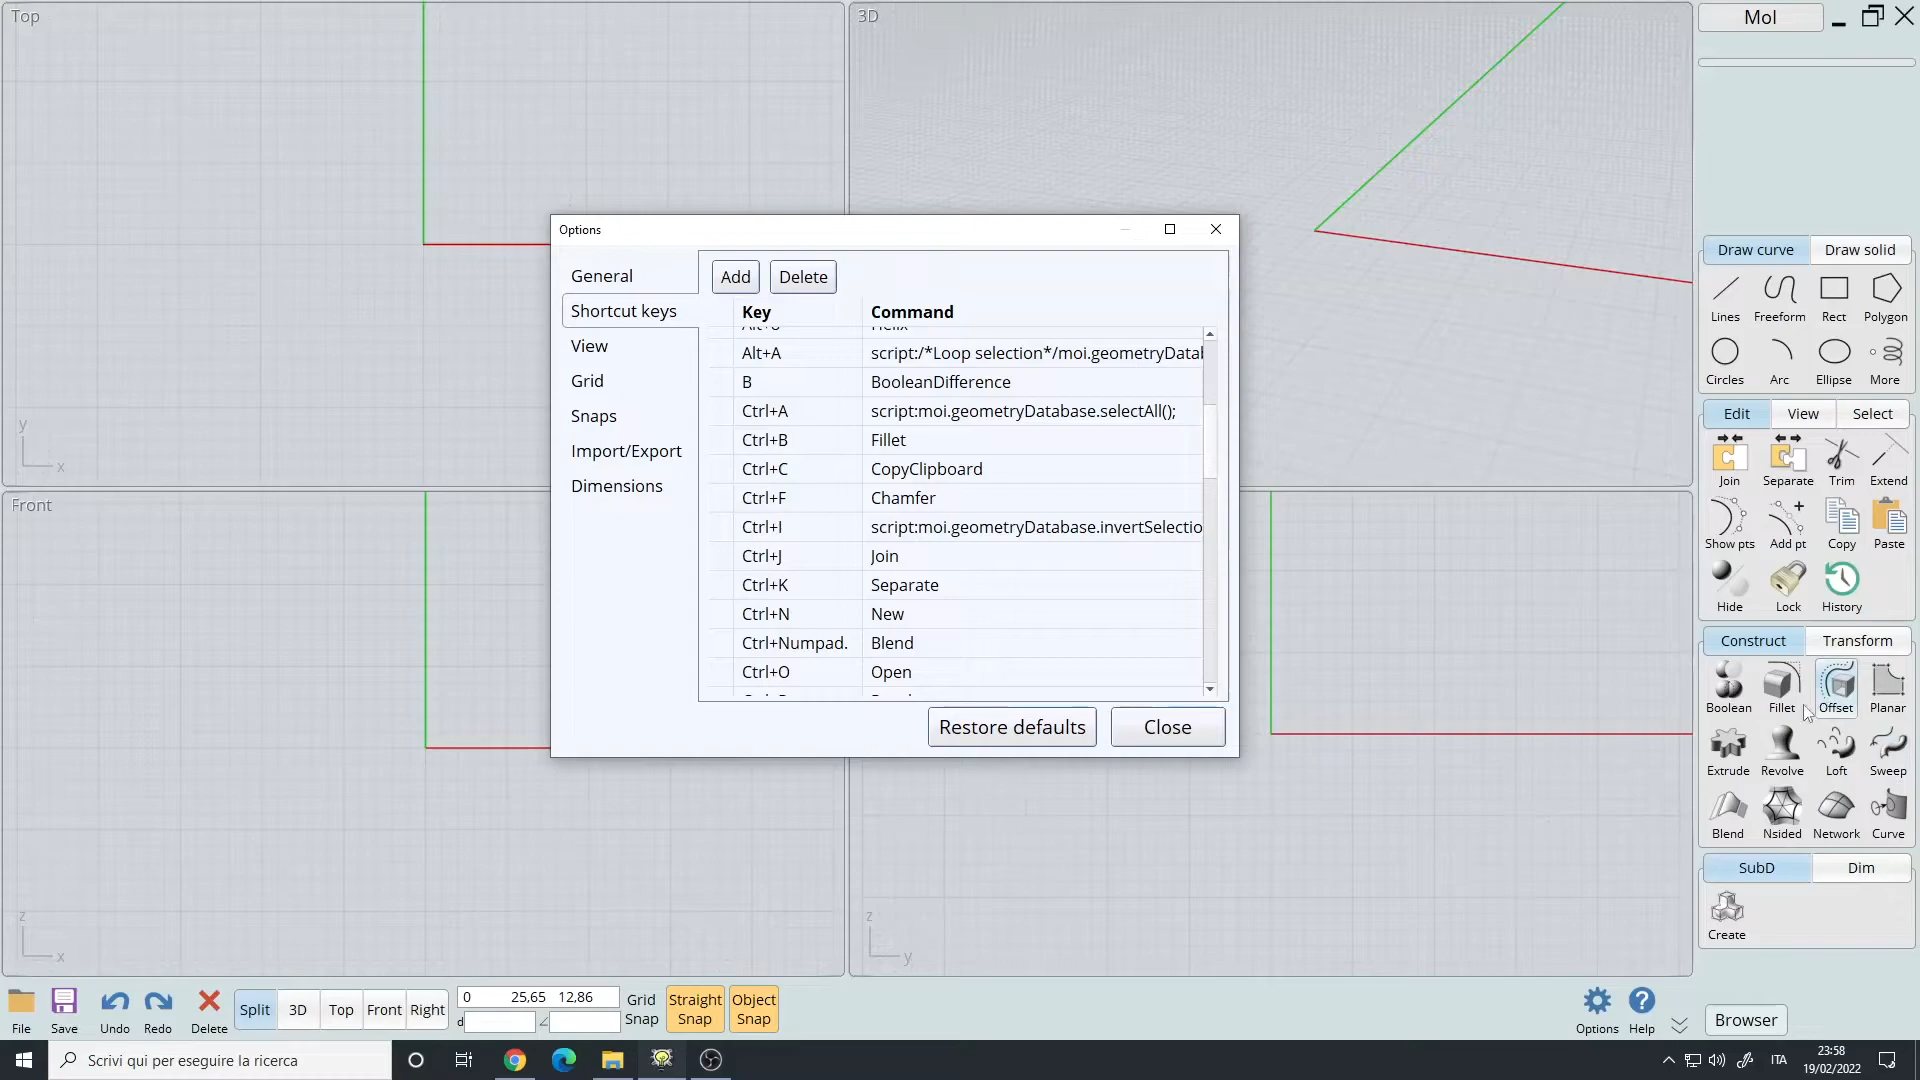 Top
3D
MoI
Options
General
Shortcut keys
View
Grid
Snaps
Import/Export
Dimensions
Add
Delete
Key Command
Helix
Alt+A script:/*Loop selection*/moi.geometryDatab
B BooleanDifference
Ctrl+A script:moi.geometryDatabase.selectAll();
Ctrl+B Fillet
Ctrl+C CopyClipboard
Ctrl+F Chamfer
Ctrl+I script:moi.geometryDatabase.invertSelectio
Ctrl+J Join
Ctrl+K Separate
Ctrl+N New
Ctrl+Numpad. Blend
Ctrl+O Open
Restore defaults Close
y
x
Front
z
x
z
y
Draw curve Draw solid
Lines Freeform Rect Polygon
Circles Arc Ellipse More
Edit View Select
Join Separate Trim Extend
Show pts Add pt Copy Paste
Hide Lock History
Construct Transform
Boolean Fillet Offset Planar
Extrude Revolve Loft Sweep
Blend Nsided Network Curve
SubD Dim
Create
File Save Undo Redo Delete
Split 3D Top Front Right
0 25,65 12,86
d
∠
Grid Snap
Straight Snap
Object Snap
Options Help
Browser
Scrivi qui per eseguire la ricerca
ITA
23:58
19/02/2022